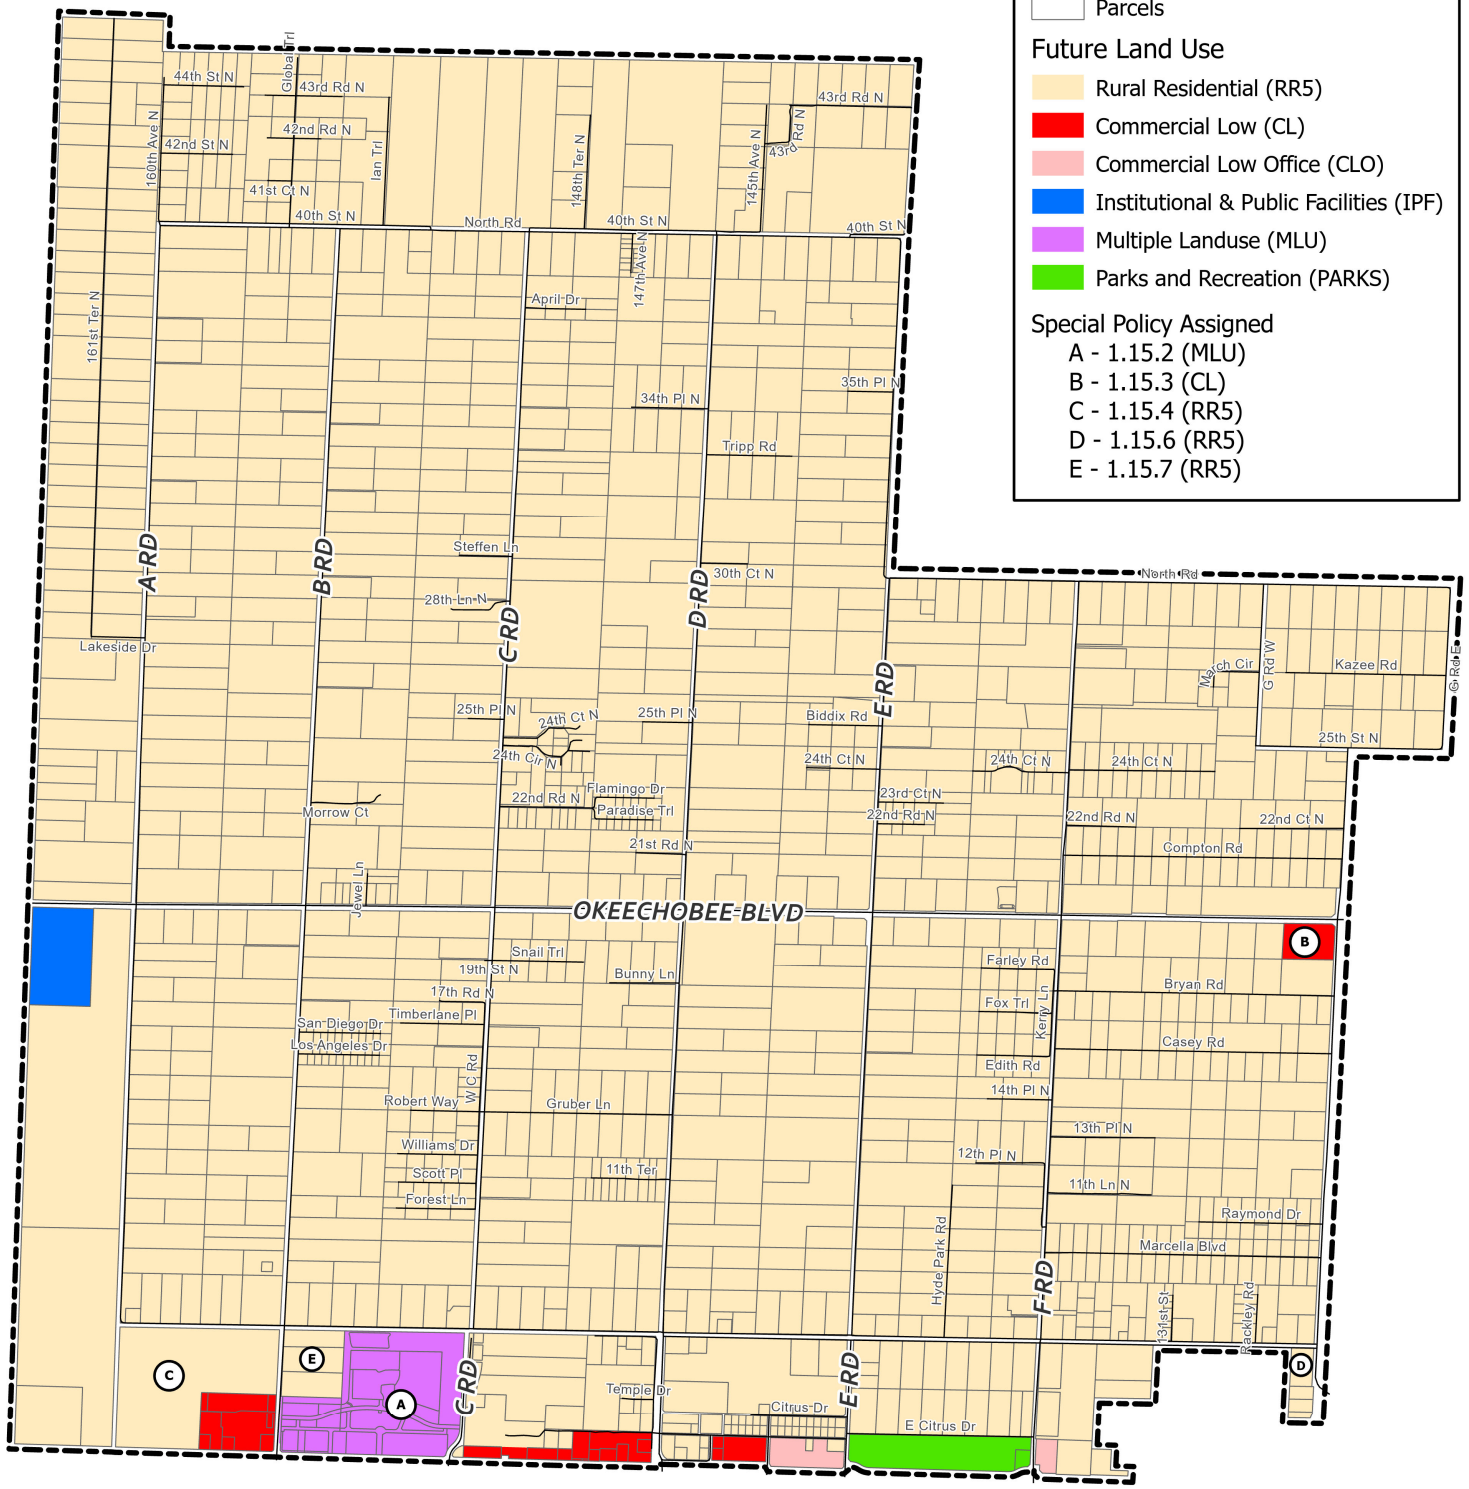 Parcels
Future Land Use
Rural Residential (RR5)
Commercial Low (CL)
Commercial Low Office (CLO)
Institutional & Public Facilities (IPF)
Multiple Landuse (MLU)
Parks and Recreation (PARKS)
Special Policy Assigned
A - 1.15.2 (MLU)
B - 1.15.3 (CL)
C - 1.15.4 (RR5)
D - 1.15.6 (RR5)
E - 1.15.7 (RR5)
44th St N
Global Trl
43rd Rd N
43rd Rd N
42nd Rd N
43rd Rd N
160th Ave N
42nd St N
Ian Trl
148th Ter N
145th Ave N
41st Ct N
40th St N
North Rd
40th St N
40th St N
147th Ave N
161st Ter N
April Dr
35th Pl N
34th Pl N
Tripp Rd
A RD
B RD
Steffen Ln
30th Ct N
North Rd
28th Ln N
C RD
D RD
Lakeside Dr
E RD
March Cir
G Rd W
Kazee Rd
G Rd E
25th Pl N
24th Ct N
25th Pl N
Biddix Rd
25th St N
24th Cir N
24th Ct N
24th Ct N
24th Ct N
Flamingo Dr
22nd Rd N
Paradise Trl
23rd Ct N
22nd Rd N
22nd Rd N
22nd Ct N
Morrow Ct
21st Rd N
Compton Rd
Jewel Ln
OKEECHOBEE BLVD
B
Snail Trl
19th St N
Bunny Ln
Farley Rd
17th Rd N
Bryan Rd
Timberlane Pl
Fox Trl
Kerry Ln
San Diego Dr
Los Angeles Dr
Casey Rd
W C Rd
Edith Rd
14th Pl N
Robert Way
Gruber Ln
13th Pl N
Williams Dr
12th Pl N
Scott Pl
11th Ter
11th Ln N
Forest Ln
Raymond Dr
Hyde Park Rd
Marcella Blvd
F RD
131st St
Rackley Rd
E
C
D
A
C RD
Temple Dr
E RD
Citrus Dr
E Citrus Dr